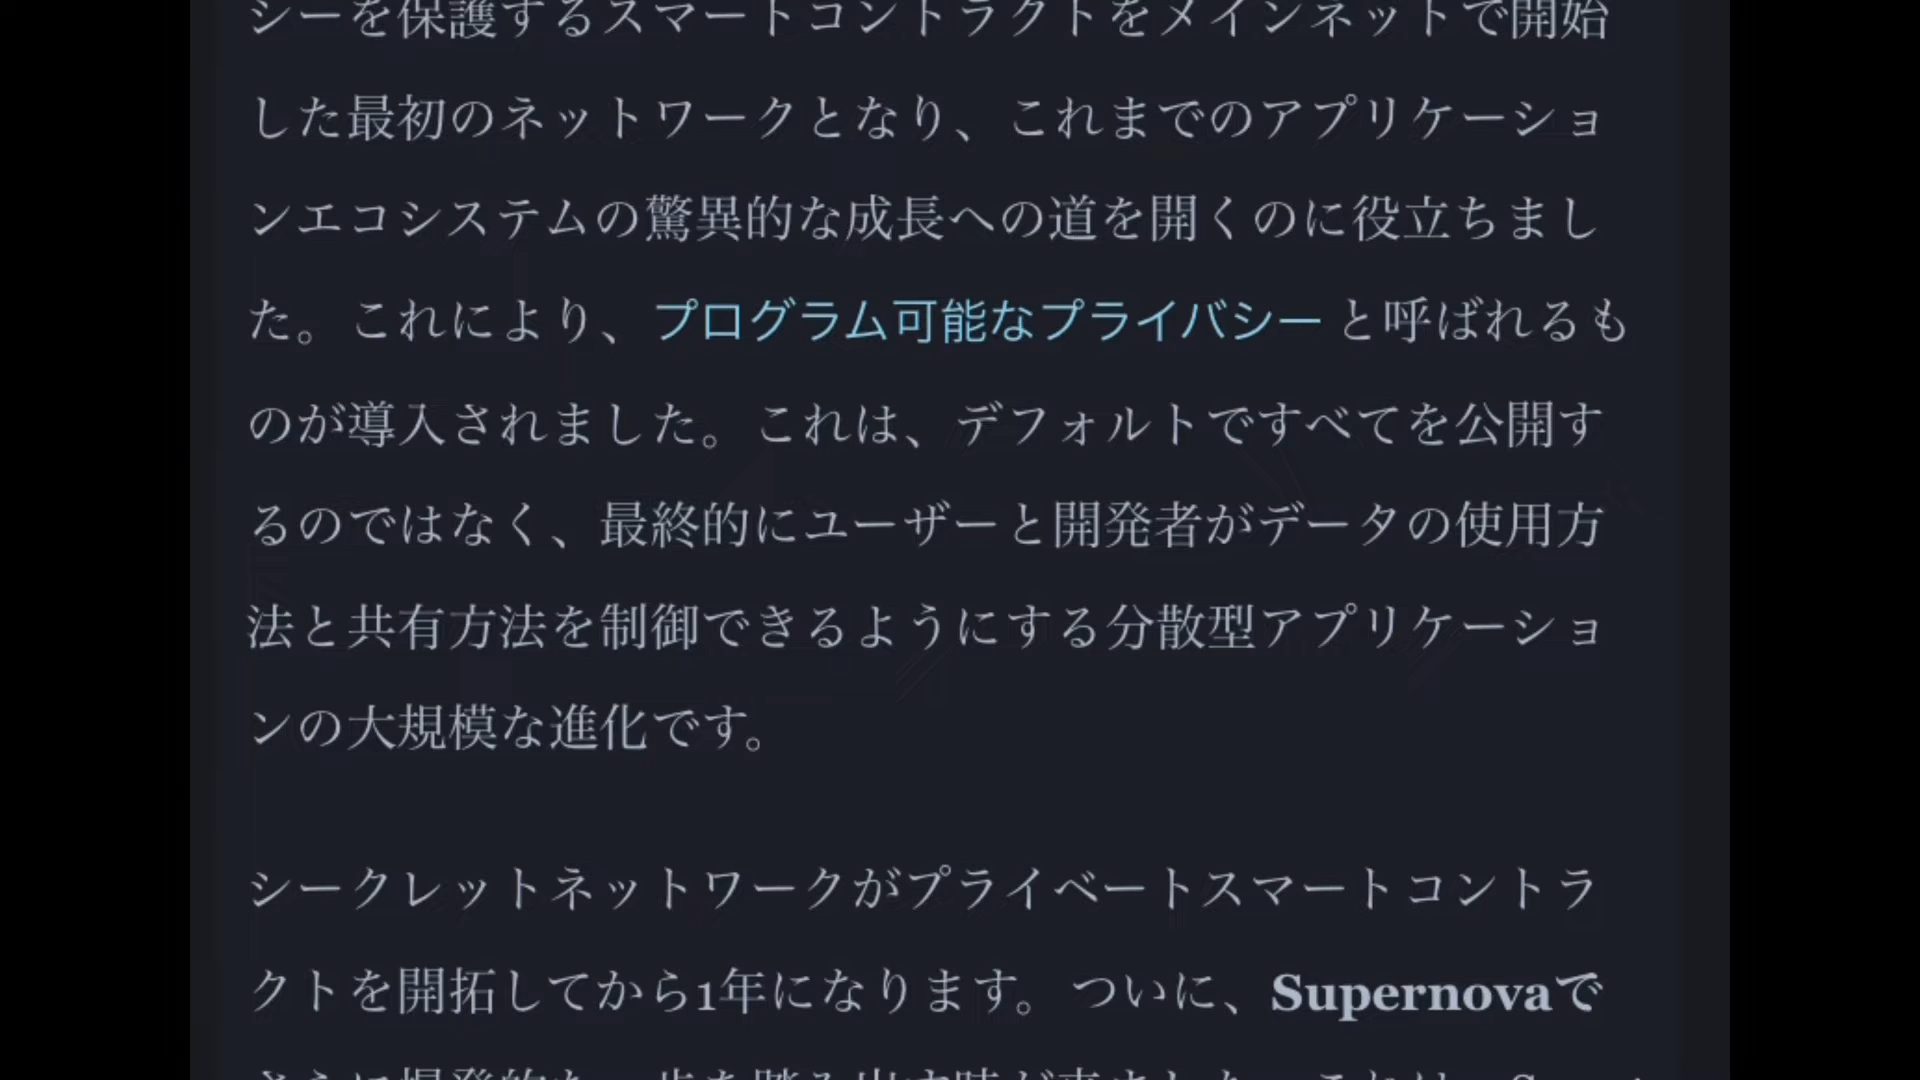 シーを保護するスマートコントラクトをメインネットで開始
した最初のネットワークとなり、これまでのアプリケーショ
ンエコシステムの驚異的な成長への道を開くのに役立ちまし
た。これにより、プログラム可能なプライバシー と呼ばれるも
のが導入されました。これは、デフォルトですべてを公開す
るのではなく、最終的にユーザーと開発者がデータの使用方
法と共有方法を制御できるようにする分散型アプリケーショ
ンの大規模な進化です。
シークレットネットワークがプライベートスマートコントラ
クトを開拓してから1年になります。 ついに、Supernovaで